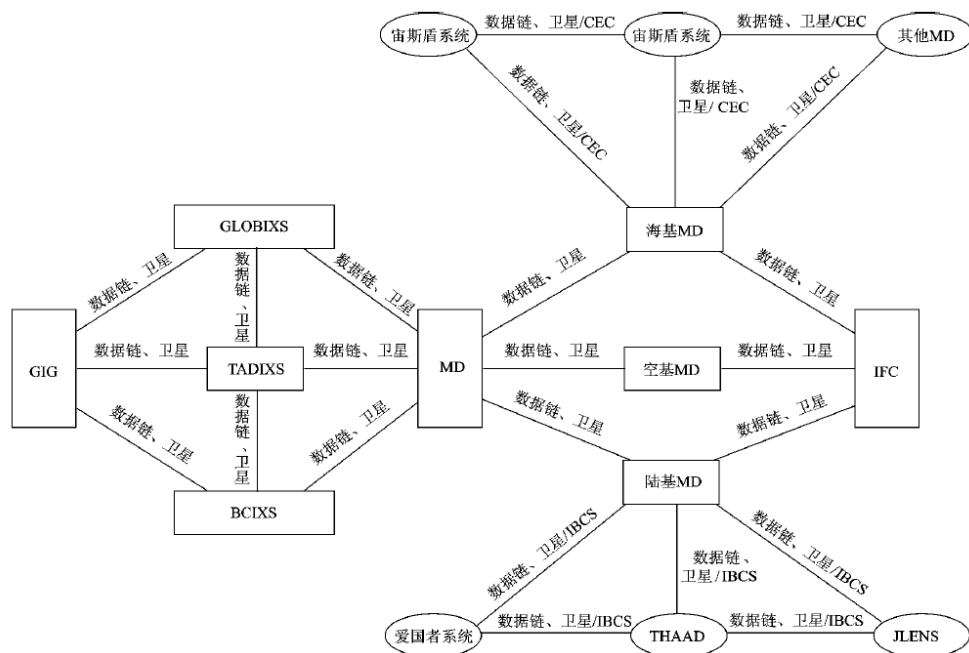 数据链、卫星/CEC
数据链、卫星/CEC
宙斯盾系统
宙斯盾系统
其他MD
数据链、卫星/CEC
数据链、
卫星/ CEC
数据链、卫星/CEC
GLOBIXS
海基MD
数据链、卫星
数据链、卫星
数据链、卫星
数据链、卫星
数据链、卫星
GIG
数据链、卫星
TADIXS
数据链、卫星
MD
数据链、卫星
空基MD
数据链、卫星
IFC
数据链、卫星
数据链、卫星
数据链、卫星
数据链、卫星
数据链、卫星
BCIXS
陆基MD
数据链、卫星/IBCS
数据链、
卫星/IBCS
数据链、卫星/IBCS
爱国者系统
数据链、卫星/IBCS
THAAD
数据链、卫星/IBCS
JLENS